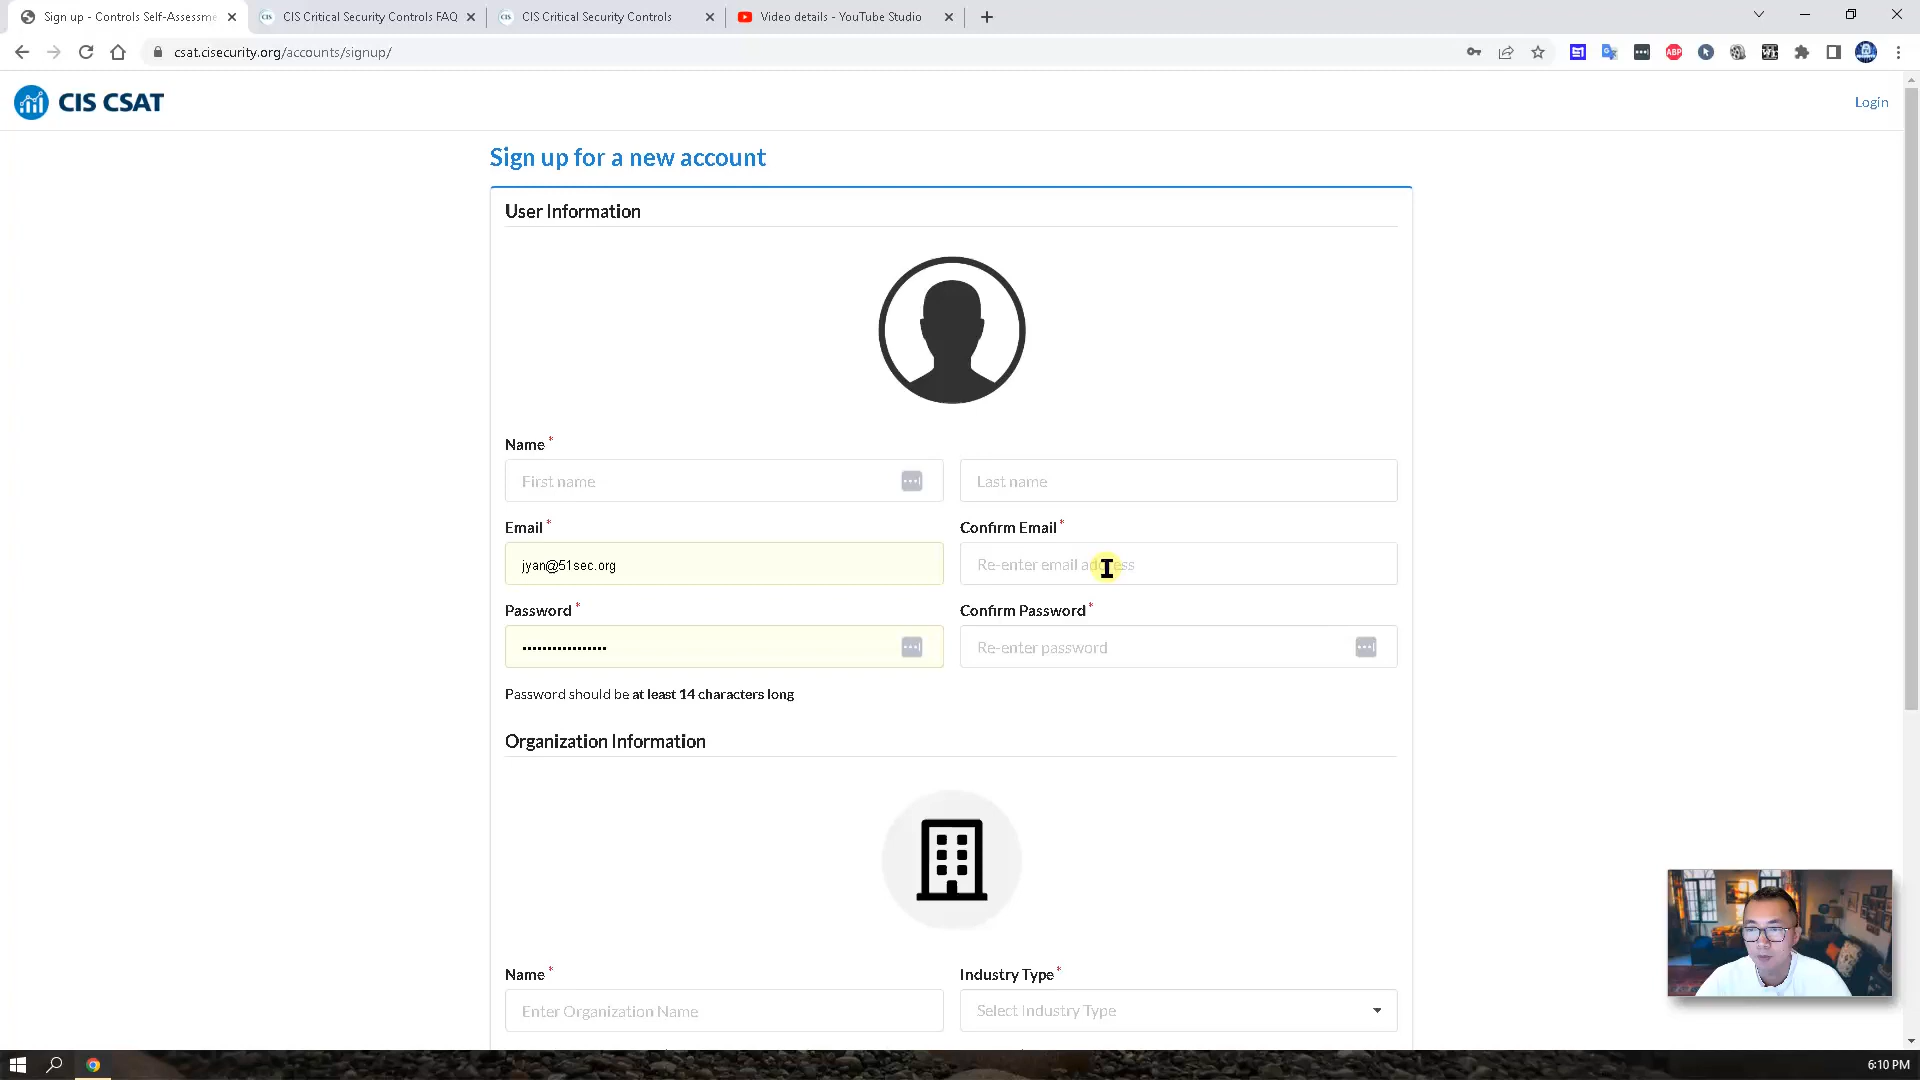 Sign up - Controls Self-Assessme
CIS Critical Security Controls FAQ
CIS Critical Security Controls
Video details - YouTube Studio
csat.cisecurity.org/accounts/signup/
ABP
CIS CSAT
Login
Sign up for a new account
User Information
Name *
First name
Last name
Email *
Confirm Email *
jyan@51sec.org
Re-enter email address
Password *
Confirm Password *
•••••••••••••••••
Re-enter password
Password should be at least 14 characters long
Organization Information
Name *
Industry Type *
Enter Organization Name
Select Industry Type
6:10 PM